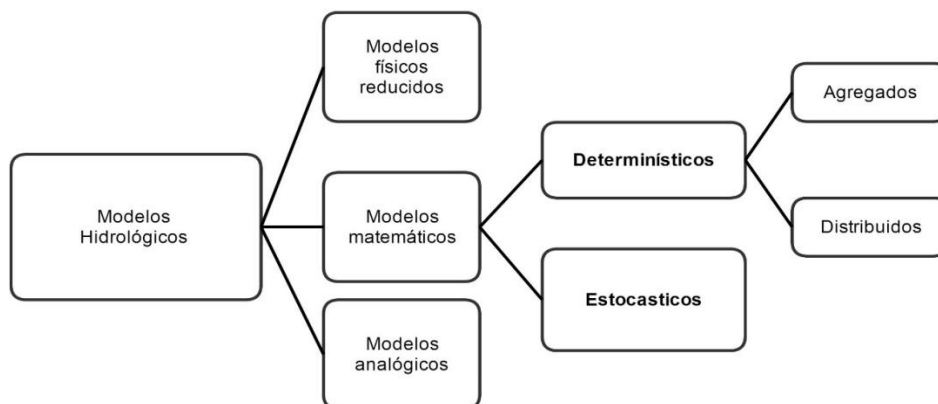 Modelos
Hidrológicos
Modelos
físicos
reducidos
Modelos
matemáticos
Modelos
analógicos
Determinísticos
Estocasticos
Agregados
Distribuidos